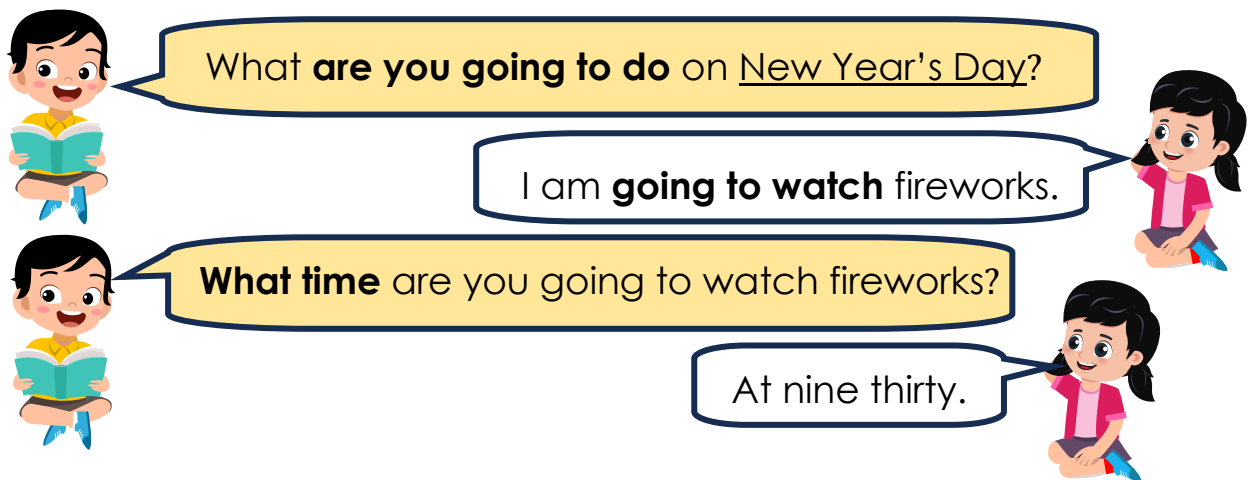 What are you going to do on New Year’s Day?
I am going to watch fireworks.
What time are you going to watch fireworks?
At nine thirty.